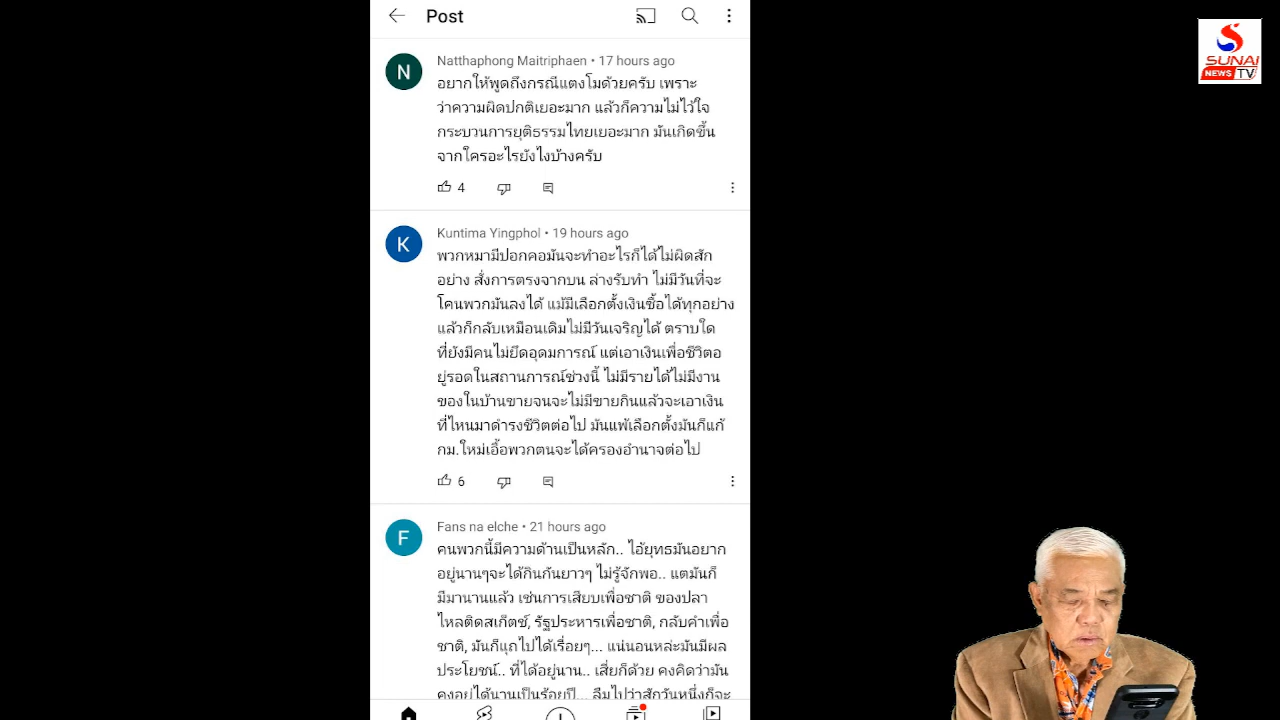 Post
SUNAI
NEWS TV
N
Natthaphong Maitriphaen • 17 hours ago
อยากให้พูดถึงกรณีแตงโมด้วยครับ เพราะ
ว่าความผิดปกติเยอะมาก แล้วก็ความไม่ไว้ใจ
กระบวนการยุติธรรมไทยเยอะมาก มันเกิดขึ้น
จากใครอะไรยังไงบ้างครับ
4
K
Kuntima Yingphol • 19 hours ago
พวกหมามีปอกคอมันจะทำอะไรก็ได้ไม่ผิดสัก
อย่าง สั่งการตรงจากบน ล่างรับทำ ไม่มีวันที่จะ
โคนพวกมันลงได้ แม้มีเลือกตั้งเงินซื้อได้ทุกอย่าง
แล้วก็กลับเหมือนเดิมไม่มีวันเจริญได้ ตราบใด
ที่ยังมีคนไม่ยึดอุดมการณ์ แต่เอาเงินเพื่อชีวิตอ
ยู่รอดในสถานการณ์ช่วงนี้ ไม่มีรายได้ไม่มีงาน
ของในบ้านขายจนจะไม่มีขายกินแล้วจะเอาเงิน
ที่ไหนมาดำรงชีวิตต่อไป มันแพ้เลือกตั้งมันก็แก้
กม.ใหม่เอื้อพวกตนจะได้ครองอำนาจต่อไป
6
F
Fans na elche • 21 hours ago
คนพวกนี้มีความด้านเป็นหลัก.. ไอ้ยุทธมันอยาก
อยู่นานๆจะได้กินกันยาวๆ ไม่รู้จักพอ.. แตมันก็
มีมานานแล้ว เช่นการเสียบเพื่อชาติ ของปลา
ไหลติดสเก็ตช์, รัฐประหารเพื่อชาติ, กลับคำเพื่อ
ชาติ, มันก็แถไปได้เรื่อยๆ... แน่นอนหล่ะมันมีผล
ประโยชน์.. ที่ได้อยู่นาน.. เสี่ยก็ด้วย คงคิดว่ามัน
คงอยู่ได้นานเป็นร้อยปี... ลืมไปว่าสักวันหนึ่งก็จะ